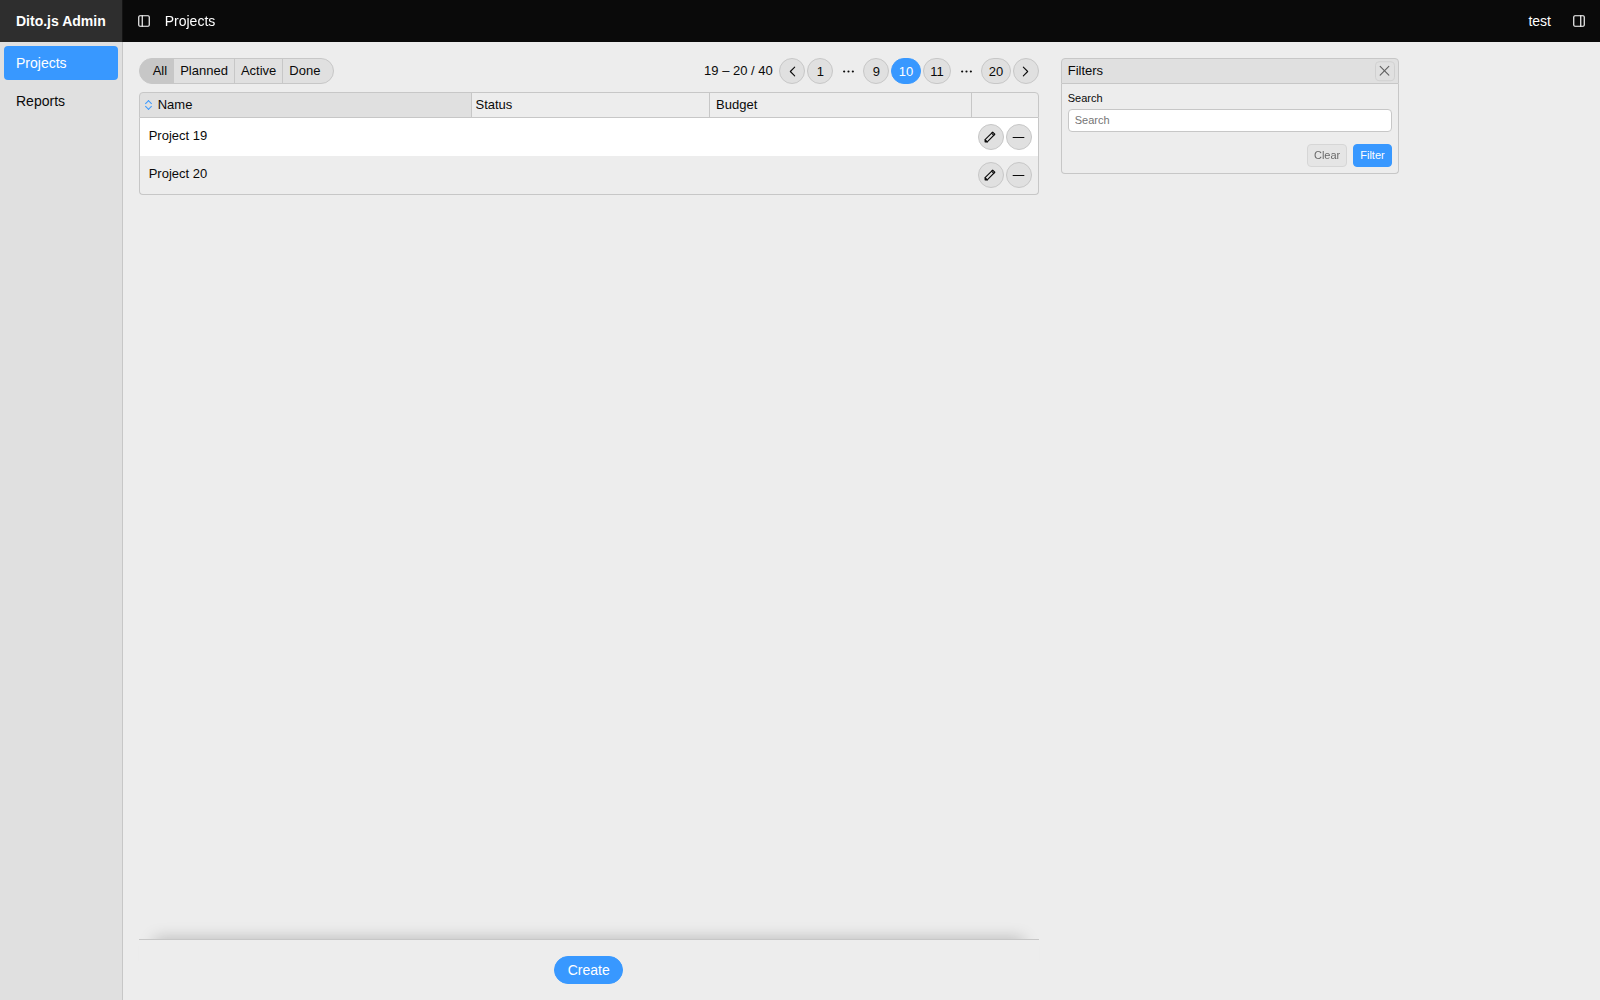 Dito.js Admin
Projects
test
Projects
Reports
All Planned Active Done
19 – 20 / 40 1 ... 9 10 11 ... 20
Name Status Budget
Project 19
Project 20
Filters
Search
Search
Clear Filter
Create